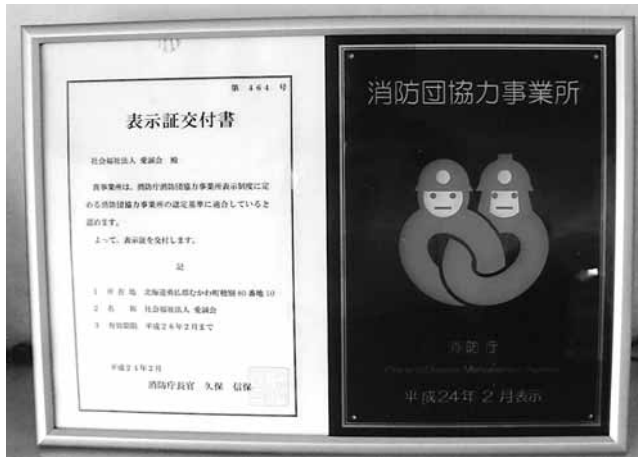 第 464 号
表示証交付書
社会福祉法人 愛誠会 殿
貴事業所は、消防庁消防団協力事業所表示制度に定
める消防団協力事業所の認定基準に適合していると
認めます。
よって、表示証を交付します。
記
1 所在地 北海道勇払郡むかわ町穂別80番地10
2 名 称 社会福祉法人 愛誠会
3 有効期限 平成26年2月まで
平成24年2月
消防庁長官 久保 信保
消防団協力事業所
消防庁
Fire and Disaster Management Agency
平成24年2月表示